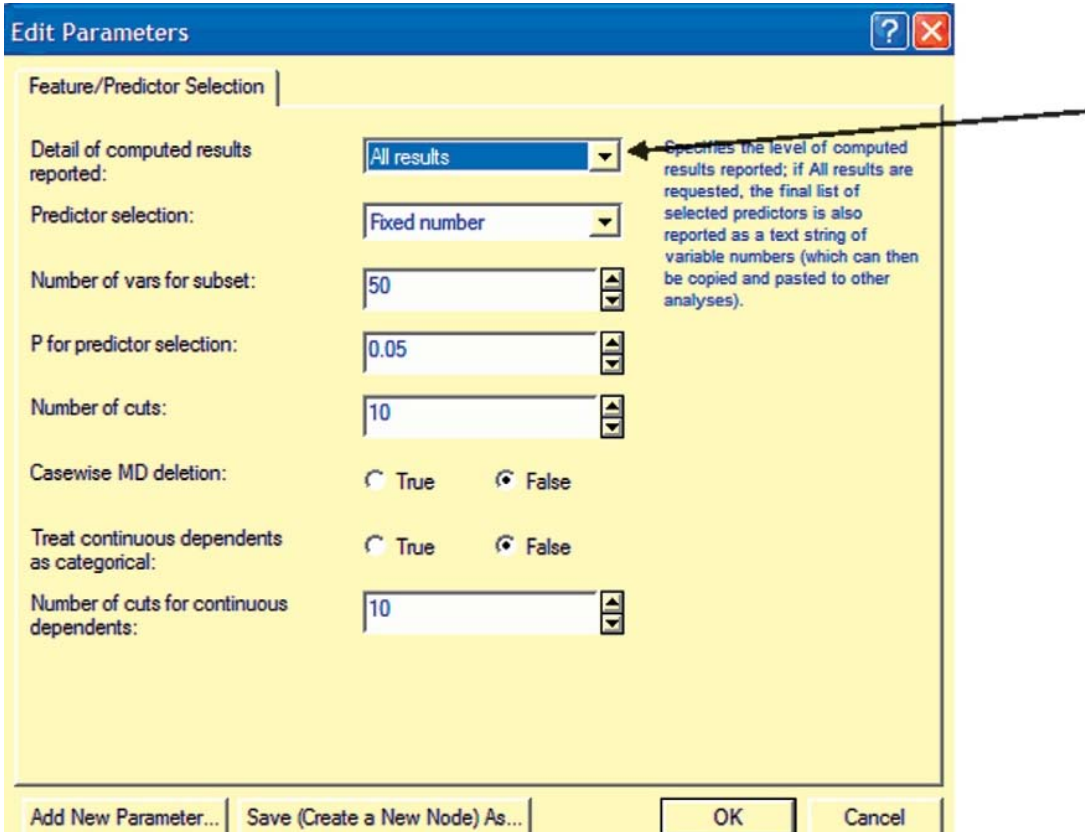 Edit Parameters
Feature/Predictor Selection
Detail of computed results
reported:
All results
Specifies the level of computed
results reported; if All results are
requested, the final list of
selected predictors is also
reported as a text string of
variable numbers (which can then
be copied and pasted to other
analyses).
Predictor selection:
Fixed number
Number of vars for subset:
50
P for predictor selection:
0.05
Number of cuts:
10
Casewise MD deletion:
True
False
Treat continuous dependents
as categorical:
True
False
Number of cuts for continuous
dependents:
10
Add New Parameter...
Save (Create a New Node) As...
OK
Cancel